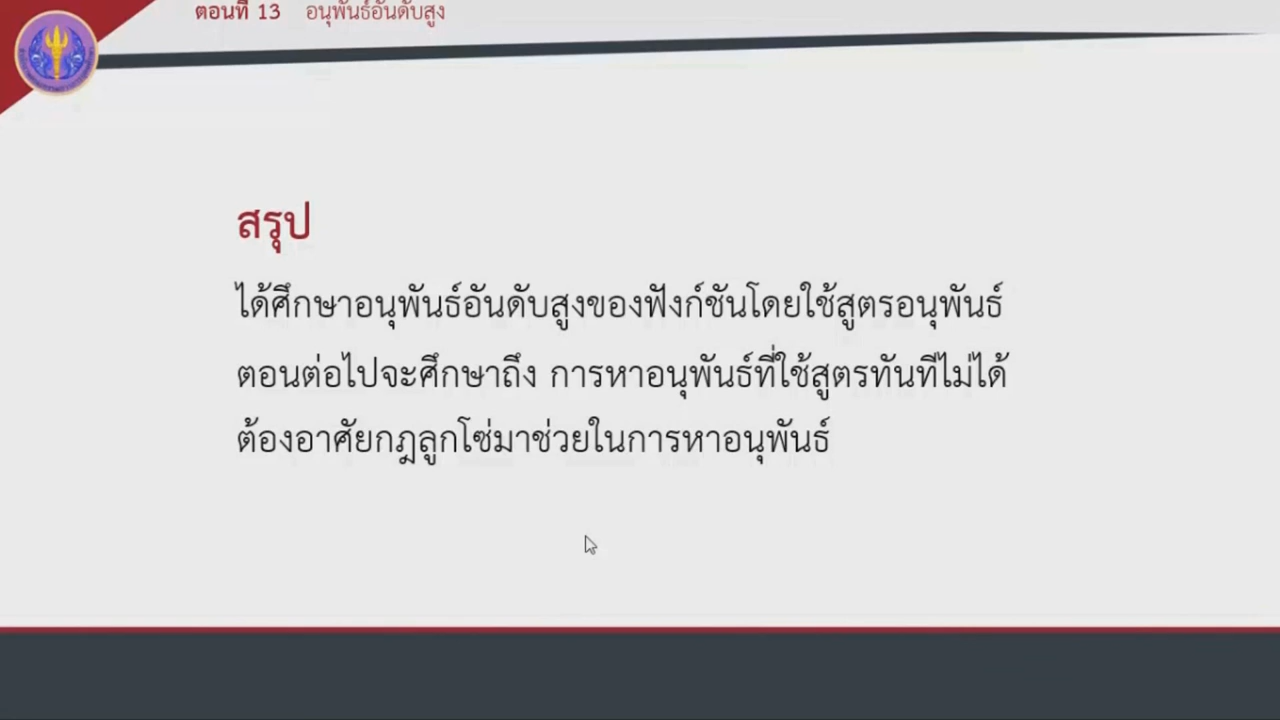 ตอนที่ 13 อนุพันธ์อันดับสูง
สรุป
ได้ศึกษาอนุพันธ์อันดับสูงของฟังก์ชันโดยใช้สูตรอนุพันธ์
ตอนต่อไปจะศึกษาถึง การหาอนุพันธ์ที่ใช้สูตรทันทีไม่ได้
ต้องอาศัยกฎลูกโซ่มาช่วยในการหาอนุพันธ์